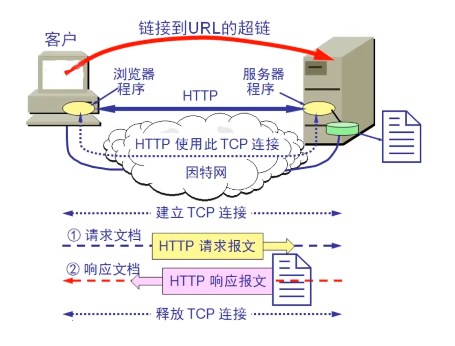 链接到URL的超链
客户
浏览器
程序
服务器
程序
HTTP
HTTP 使用此 TCP 连接
因特网
建立 TCP 连接
① 请求文档
HTTP 请求报文
② 响应文档
HTTP 响应报文
释放 TCP 连接